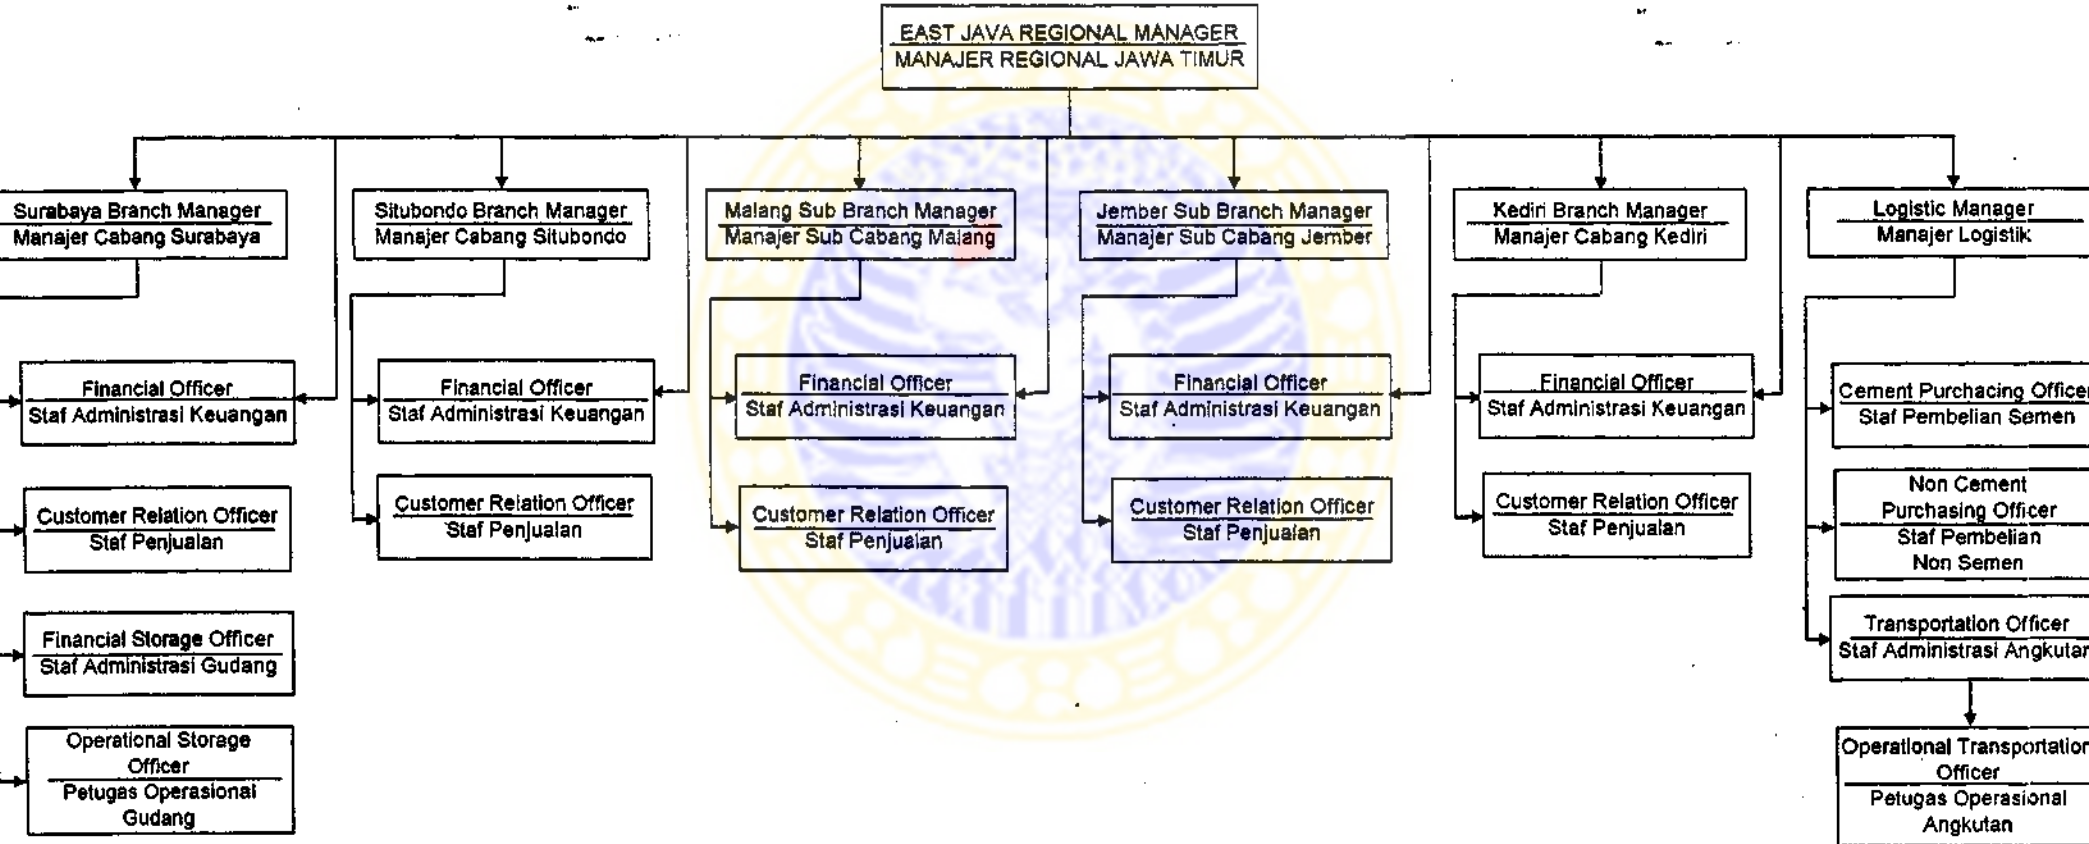 EAST JAVA REGIONAL MANAGER
MANAJER REGIONAL JAWA TIMUR
Surabaya Branch Manager
Manajer Cabang Surabaya
Situbondo Branch Manager
Manajer Cabang Situbondo
Malang Sub Branch Manager
Manajer Sub Cabang Malang
Jember Sub Branch Manager
Manajer Sub Cabang Jember
Kediri Branch Manager
Manajer Cabang Kediri
Logistic Manager
Manajer Logistik
Financial Officer
Staf Administrasi Keuangan
Financial Officer
Staf Administrasi Keuangan
Financial Officer
Staf Administrasi Keuangan
Financial Officer
Staf Administrasi Keuangan
Financial Officer
Staf Administrasi Keuangan
Cement Purchacing Officer
Staf Pembelian Semen
Customer Relation Officer
Staf Penjualan
Customer Relation Officer
Staf Penjualan
Customer Relation Officer
Staf Penjualan
Customer Relation Officer
Staf Penjualan
Customer Relation Officer
Staf Penjualan
Non Cement
Purchasing Officer
Staf Pembelian
Non Semen
Financial Storage Officer
Staf Administrasi Gudang
Transportation Officer
Staf Administrasi Angkutan
Operational Storage
Officer
Petugas Operasional
Gudang
Operational Transportation
Officer
Petugas Operasional
Angkutan